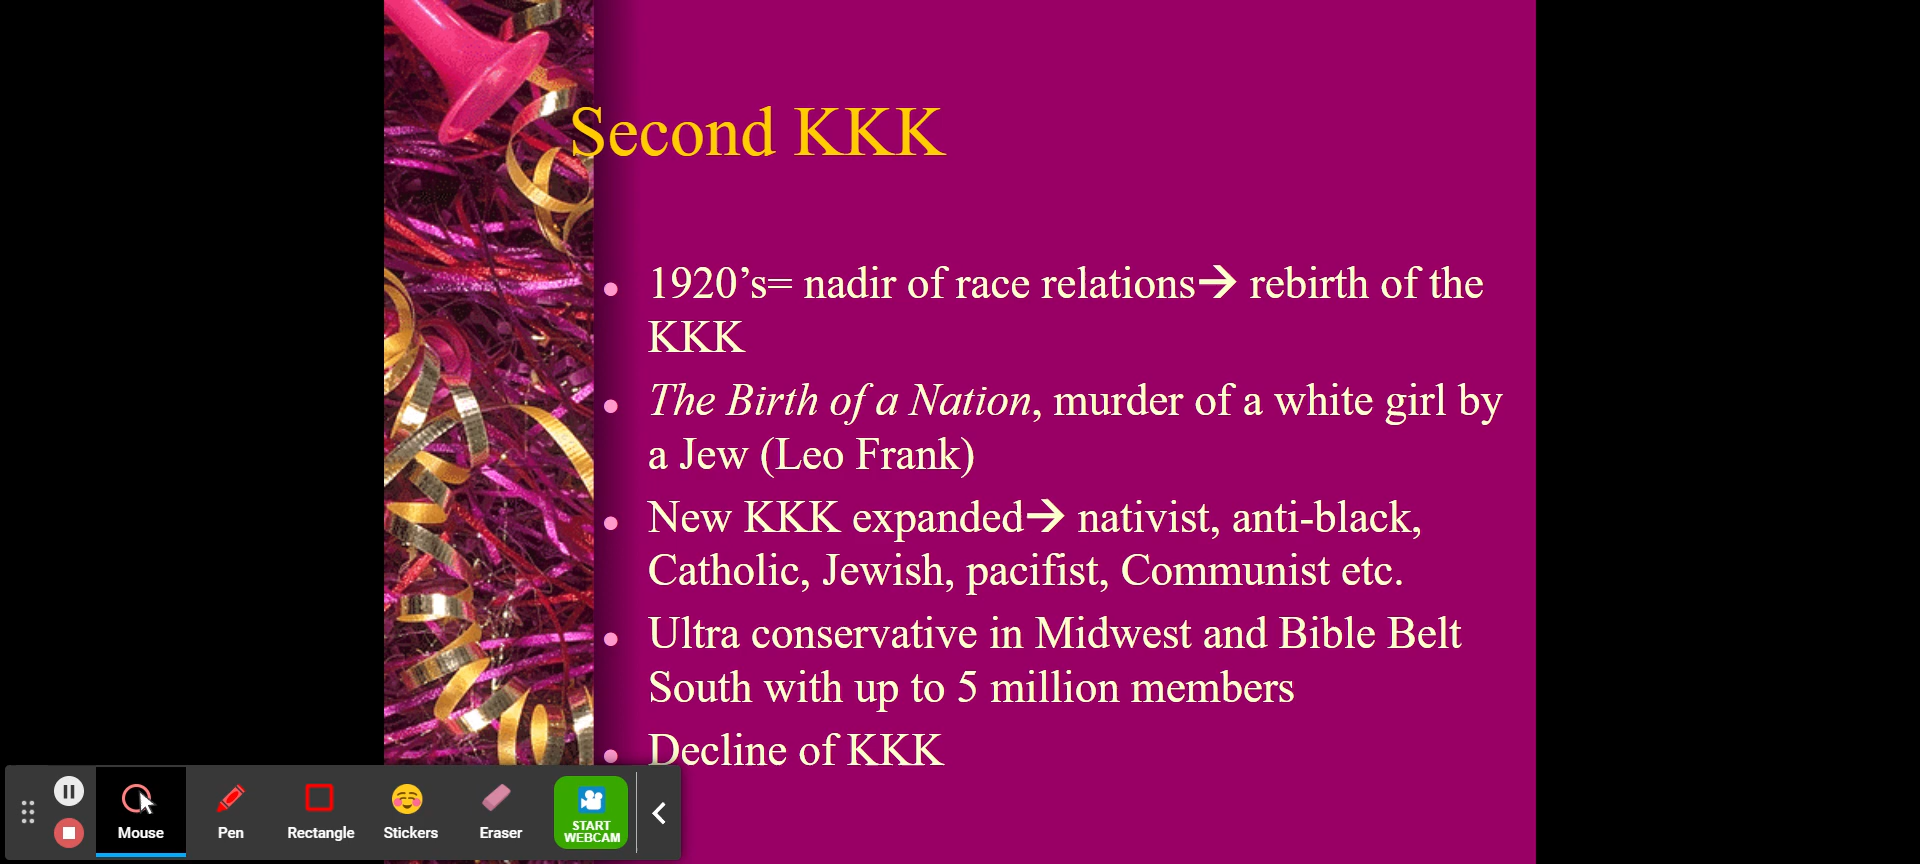 Second KKK
1920’s= nadir of race relations→ rebirth of the
KKK
The Birth of a Nation, murder of a white girl by
a Jew (Leo Frank)
New KKK expanded→ nativist, anti-black,
Catholic, Jewish, pacifist, Communist etc.
Ultra conservative in Midwest and Bible Belt
South with up to 5 million members
Decline of KKK
Mouse
Pen
Rectangle
Stickers
Eraser
START
WEBCAM